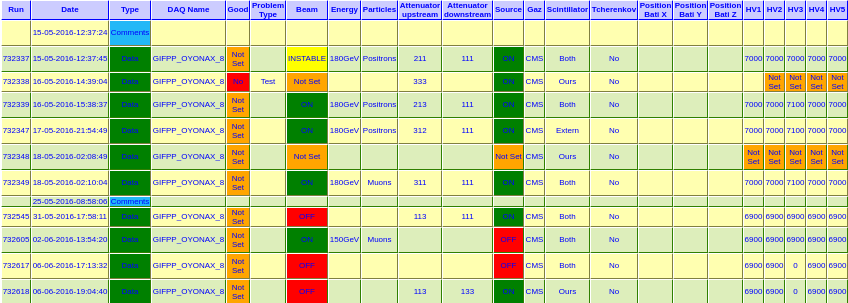 Run Date Type DAQ Name Good Problem Type Beam Energy Particles Attenuator upstream Attenuator downstream Source Gaz Scintillator Tcherenkov Position Bati X Position Bati Y Position Bati Z HV1 HV2 HV3 HV4 HV5
15-05-2016-12:37:24 Comments
732337 15-05-2016-12:37:45 Data GIFPP_OYONAX_8 Not Set INSTABLE 180GeV Positrons 211 111 ON CMS Both No 7000 7000 7000 7000 7000
732338 16-05-2016-14:39:04 Data GIFPP_OYONAX_8 No Test Not Set 333 ON CMS Ours No Not Set Not Set Not Set Not Set
732339 16-05-2016-15:38:37 Data GIFPP_OYONAX_8 Not Set ON 180GeV Positrons 213 111 ON CMS Both No 7000 7000 7100 7000 7000
732347 17-05-2016-21:54:49 Data GIFPP_OYONAX_8 Not Set ON 180GeV Positrons 312 111 ON CMS Extern No 7000 7000 7100 7000 7000
732348 18-05-2016-02:08:49 Data GIFPP_OYONAX_8 Not Set Not Set Not Set CMS Ours No Not Set Not Set Not Set Not Set Not Set
732349 18-05-2016-02:10:04 Data GIFPP_OYONAX_8 Not Set ON 180GeV Muons 311 111 ON CMS Both No 7000 7000 7100 7000 7000
25-05-2016-08:58:06 Comments
732545 31-05-2016-17:58:11 Data GIFPP_OYONAX_8 Not Set OFF 113 111 ON CMS Both No 6900 6900 6900 6900 6900
732605 02-06-2016-13:54:20 Data GIFPP_OYONAX_8 Not Set ON 150GeV Muons OFF CMS Both No 6900 6900 6900 6900 6900
732617 06-06-2016-17:13:32 Data GIFPP_OYONAX_8 Not Set OFF OFF CMS Both No 6900 6900 0 6900 6900
732618 06-06-2016-19:04:40 Data GIFPP_OYONAX_8 Not Set OFF 113 133 ON CMS Ours No 6900 6900 0 6900 6900